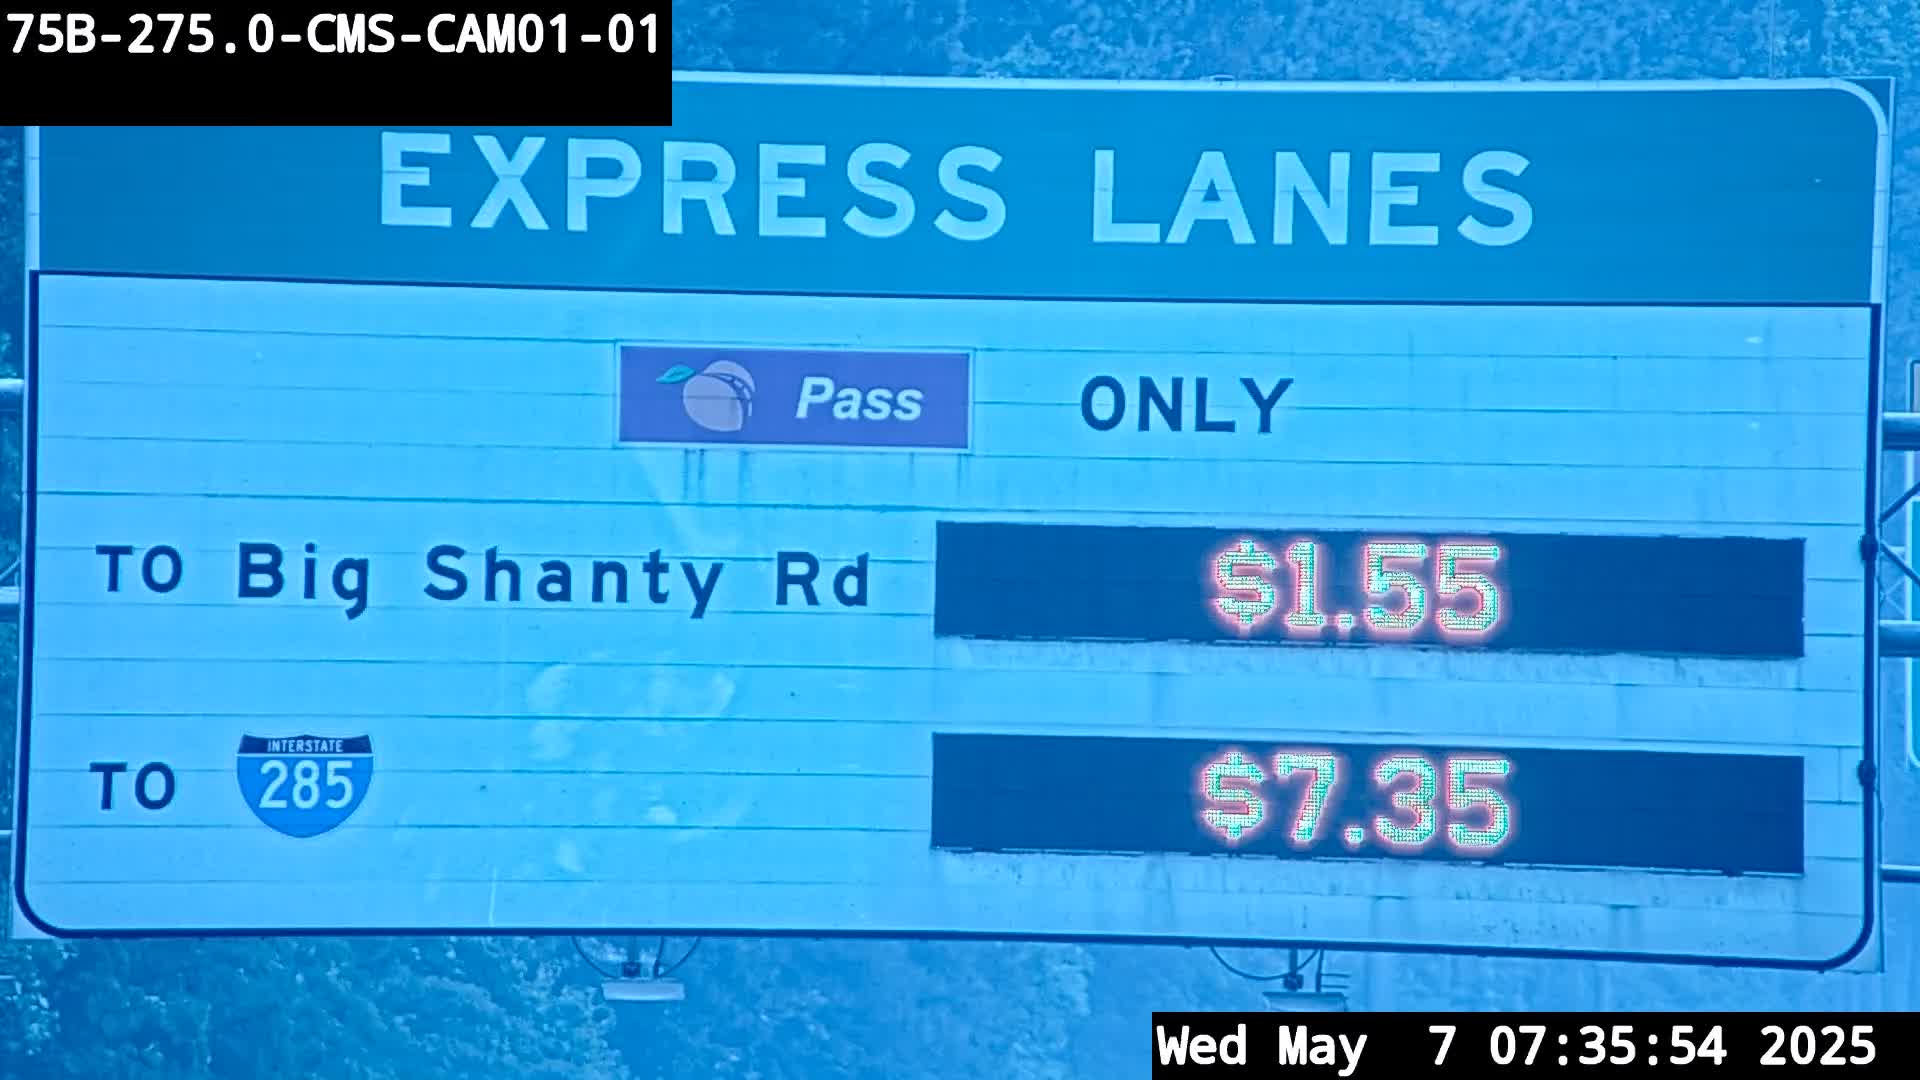 75B-275.0-CMS-CAM01-01
EXPRESS LANES
Pass ONLY
TO Big Shanty Rd $1.55
INTERSTATE
TO 285 $7.35
Wed May 7 07:35:54 2025